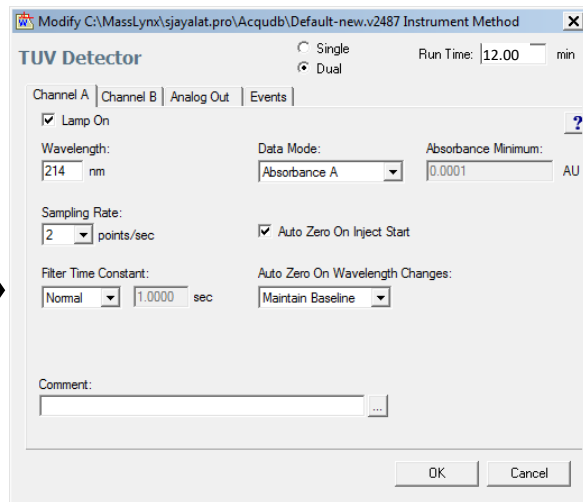 Modify C:\MassLynx\sjayalat.pro\Acqudb\Default-new.v2487 Instrument Method
TUV Detector
Single
Dual
Run Time: 12.00 min
Channel A Channel B Analog Out Events
Lamp On
?
Wavelength: Data Mode: Absorbance Minimum:
214 nm Absorbance A 0.0001 AU
Sampling Rate:
2 points/sec Auto Zero On Inject Start
Filter Time Constant: Auto Zero On Wavelength Changes:
Normal 1.0000 sec Maintain Baseline
Comment:
...
OK Cancel